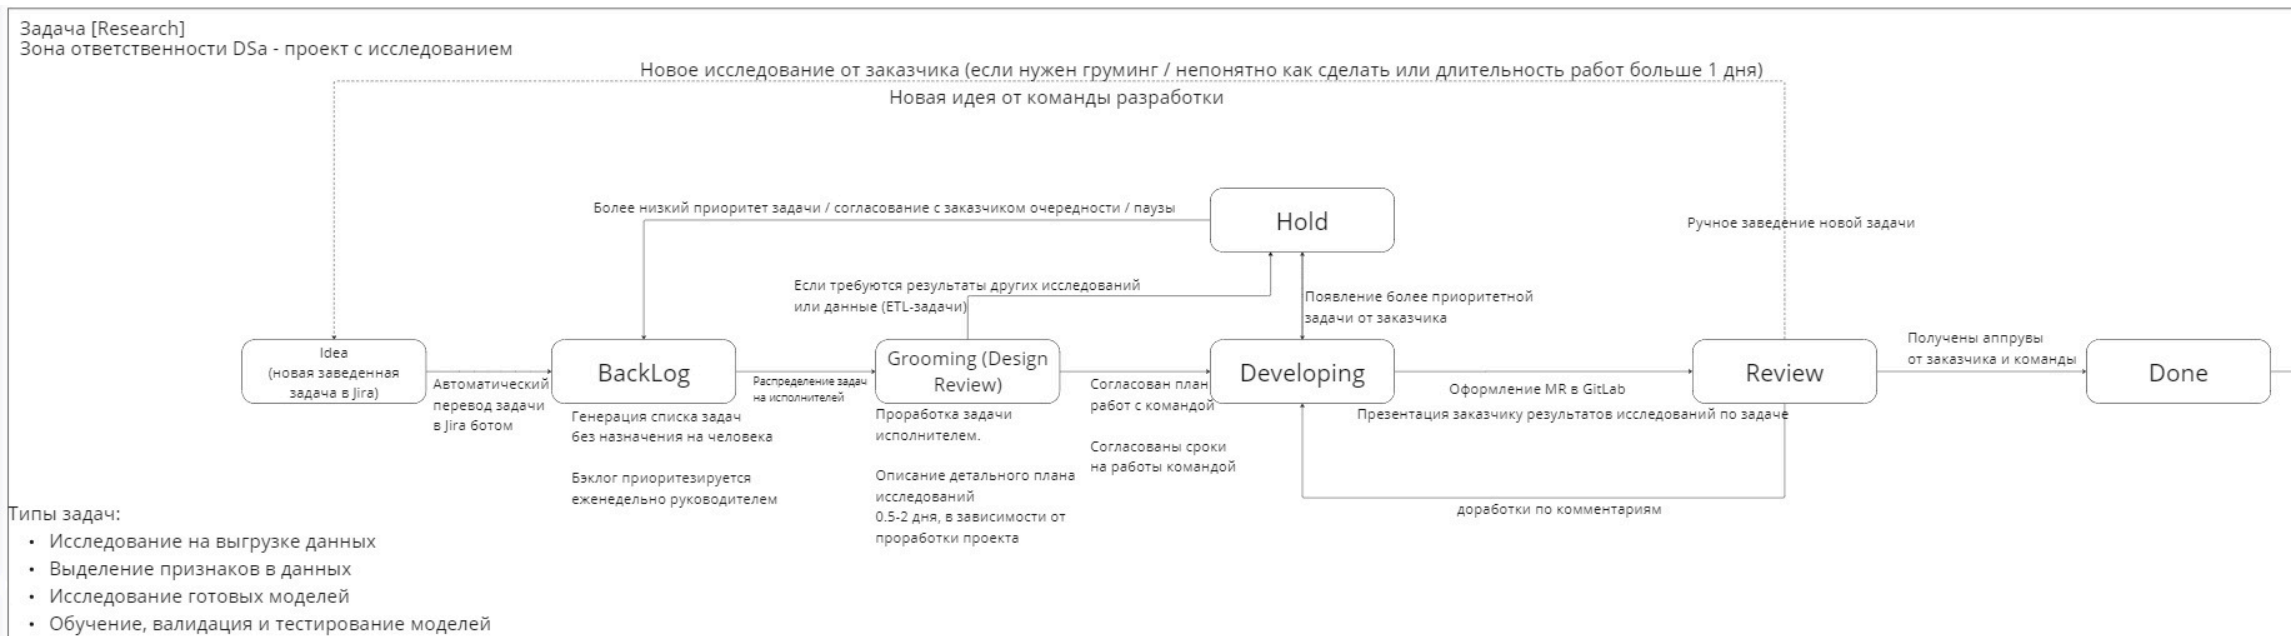 Задача [Research]
Зона ответственности DSa - проект с исследованием
Новое исследование от заказчика (если нужен груминг / непонятно как сделать или длительность работ больше 1 дня)
Новая идея от команды разработки
Более низкий приоритет задачи / согласование с заказчиком очередности / паузы
Hold
Ручное заведение новой задачи
Если требуются результаты других исследований
или данные (ETL-задачи)
Появление более приоритетной
задачи от заказчика
Idea
(новая заведенная
задача в Jira)
Автоматический
перевод задачи
в Jira ботом
BackLog
Генерация списка задач
без назначения на человека
Бэклог приоритезируется
еженедельно руководителем
Распределение задач
на исполнителей
Grooming (Design
Review)
Проработка задачи
исполнителем.
Описание детального плана
исследований
0.5-2 дня, в зависимости от
проработки проекта
Согласован план
работ с командой
Согласованы сроки
на работы командой
Developing
Оформление MR в GitLab
Презентация заказчику результатов исследований по задаче
доработки по комментариям
Review
Получены аппрувы
от заказчика и команды
Done
Типы задач:
• Исследование на выгрузке данных
• Выделение признаков в данных
• Исследование готовых моделей
• Обучение, валидация и тестирование моделей